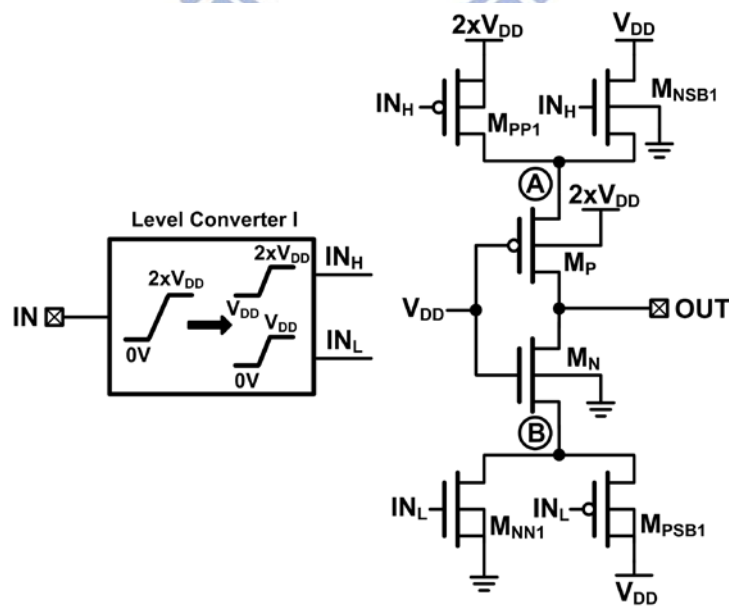 2xVDD
VDD
INH
MPP1
INH
MNSB1
A
2xVDD
MP
Level Converter I
2xVDD
0V
2xVDD
VDD
VDD
0V
IN
INH
INL
VDD
OUT
MN
B
INL
MNN1
INL
MPSB1
VDD